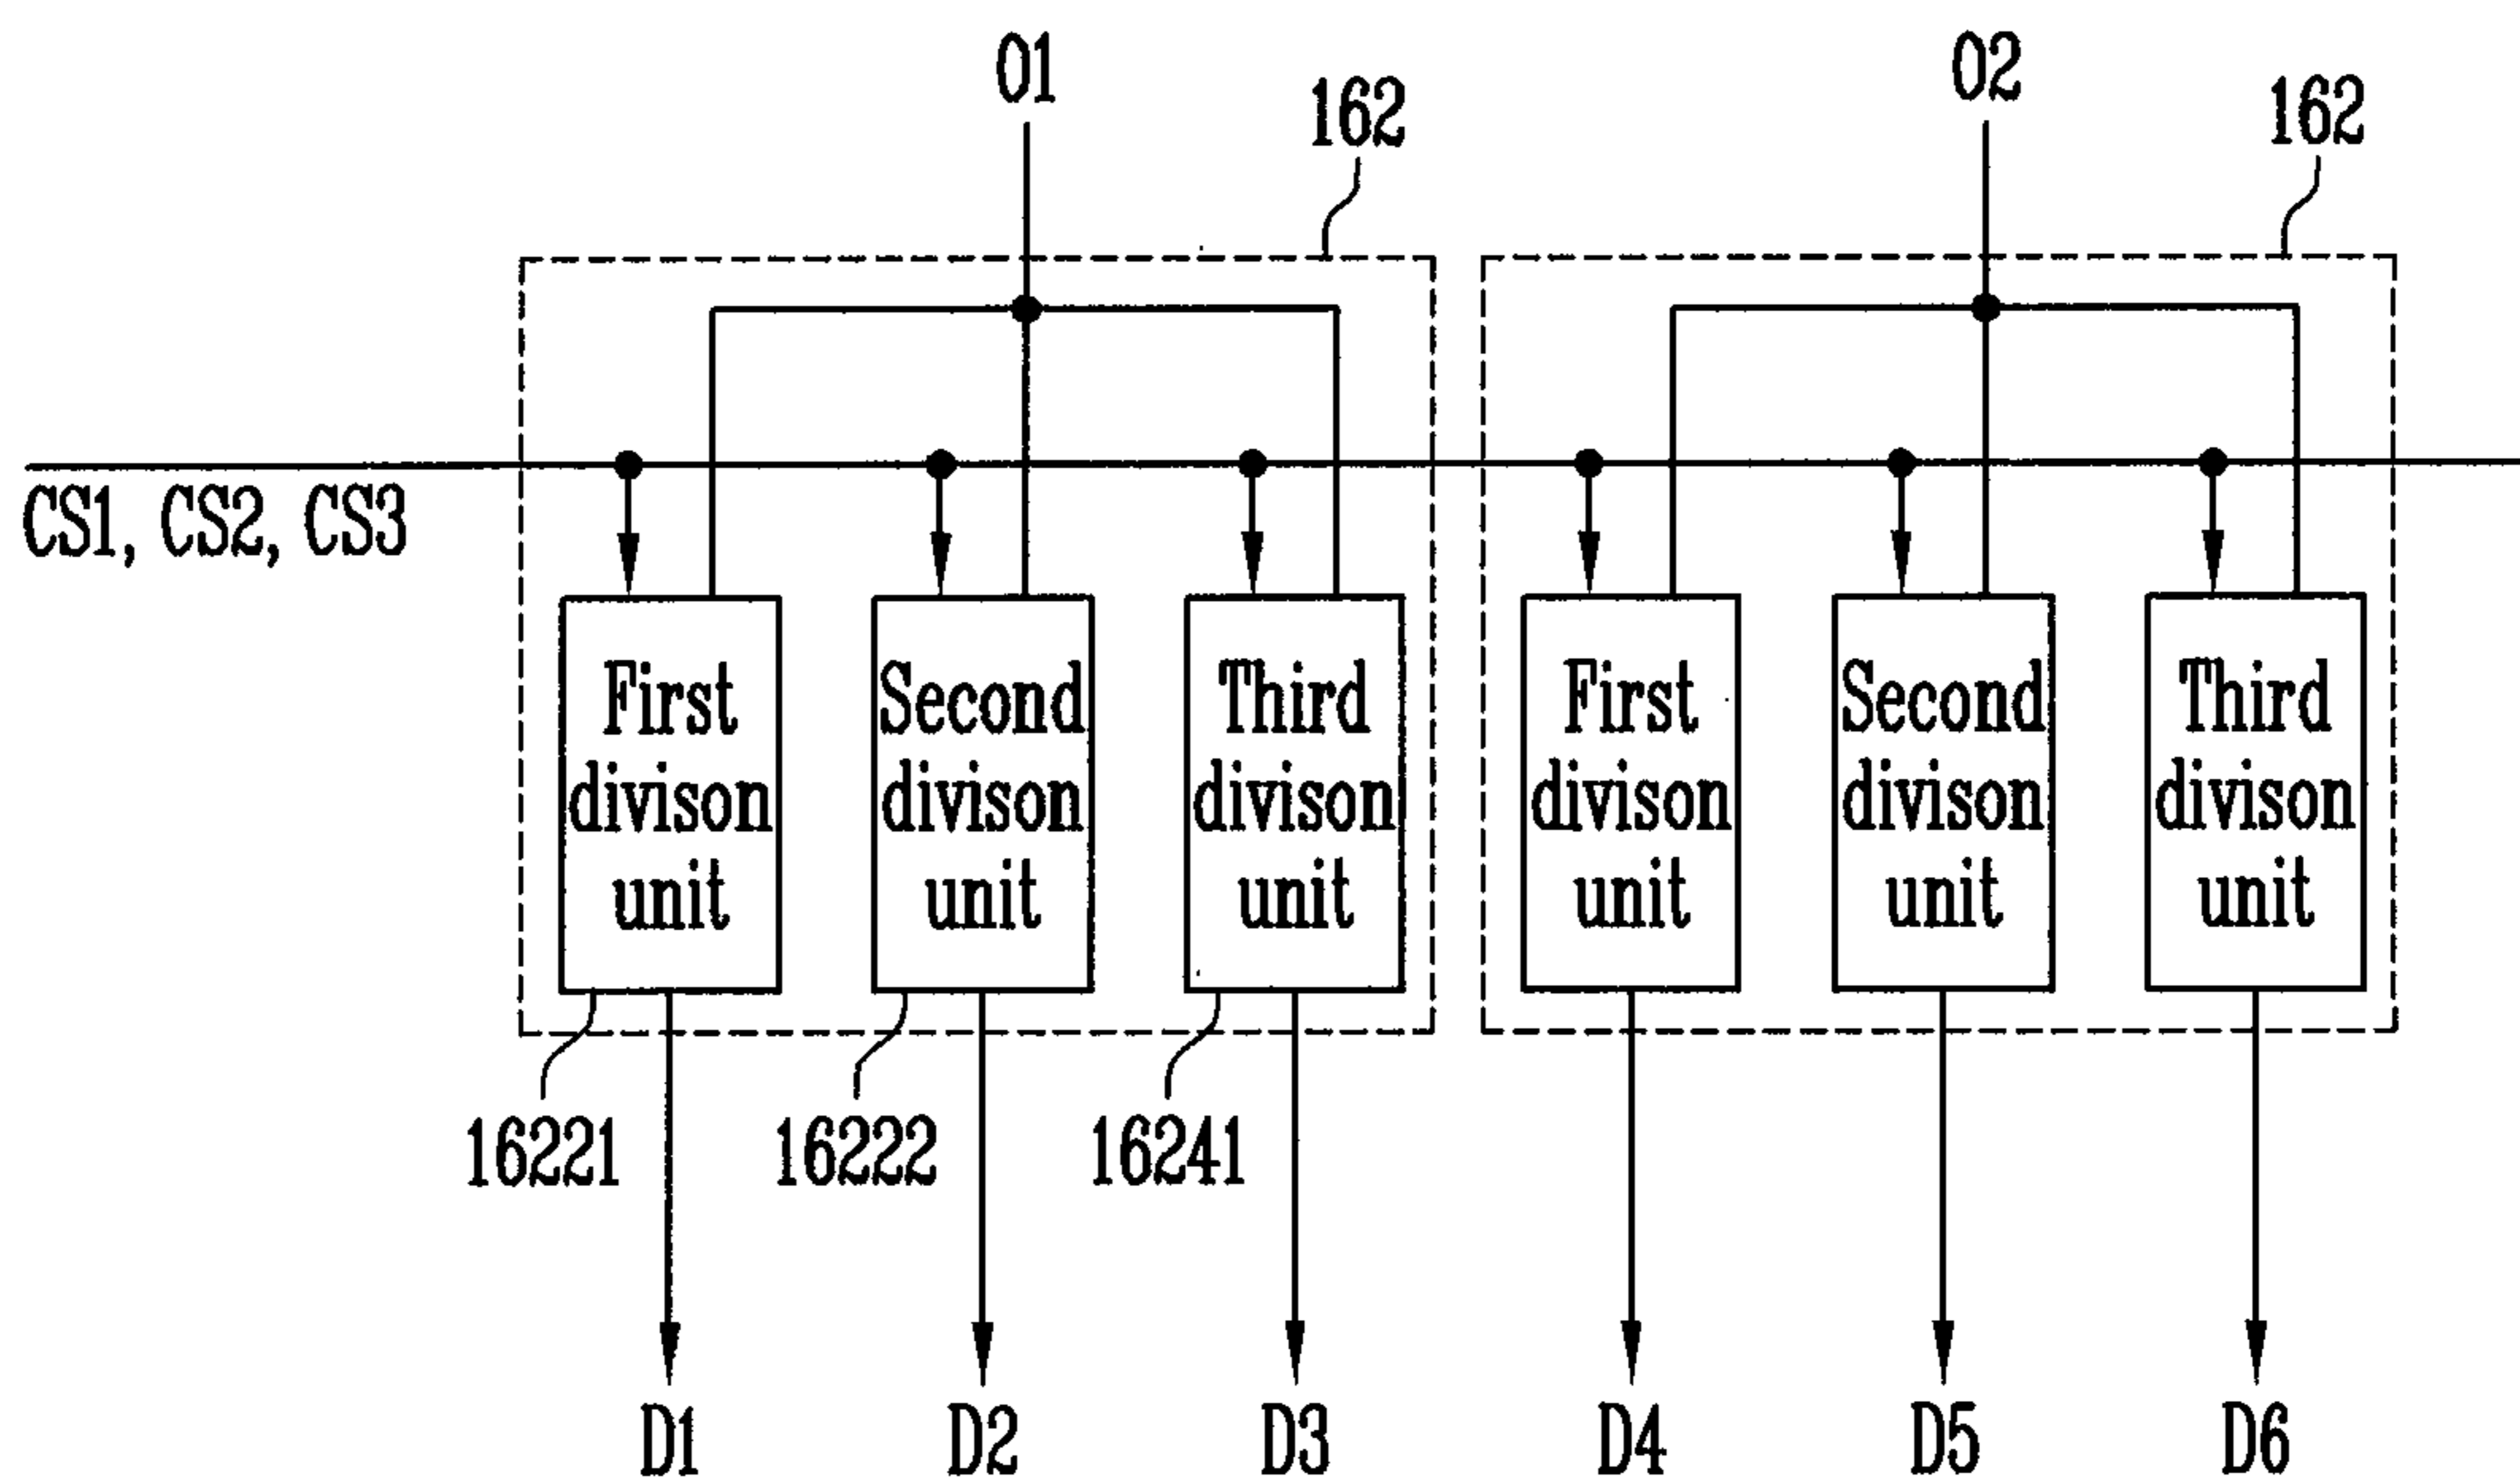 O1
162
O2
162
CS1, CS2, CS3
First
divison
unit
Second
divison
unit
Third
divison
unit
First
divison
unit
Second
divison
unit
Third
divison
unit
16221
16222
16241
D1
D2
D3
D4
D5
D6